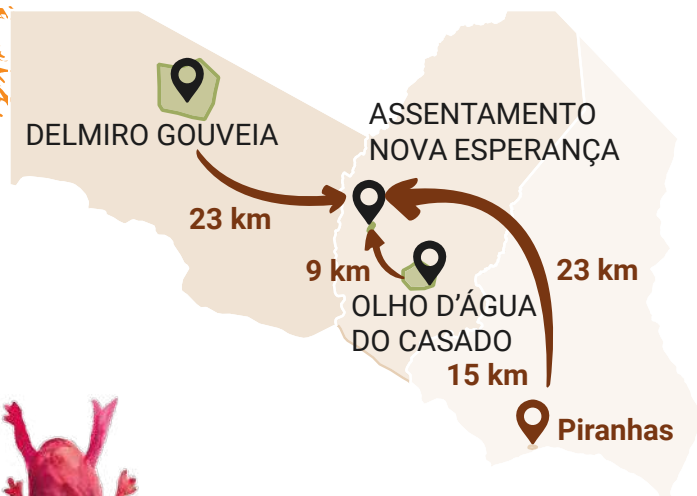 DELMIRO GOUVEIA
ASSENTAMENTO
NOVA ESPERANÇA
23 km
9 km
23 km
OLHO D'ÁGUA
DO CASADO
15 km
Piranhas